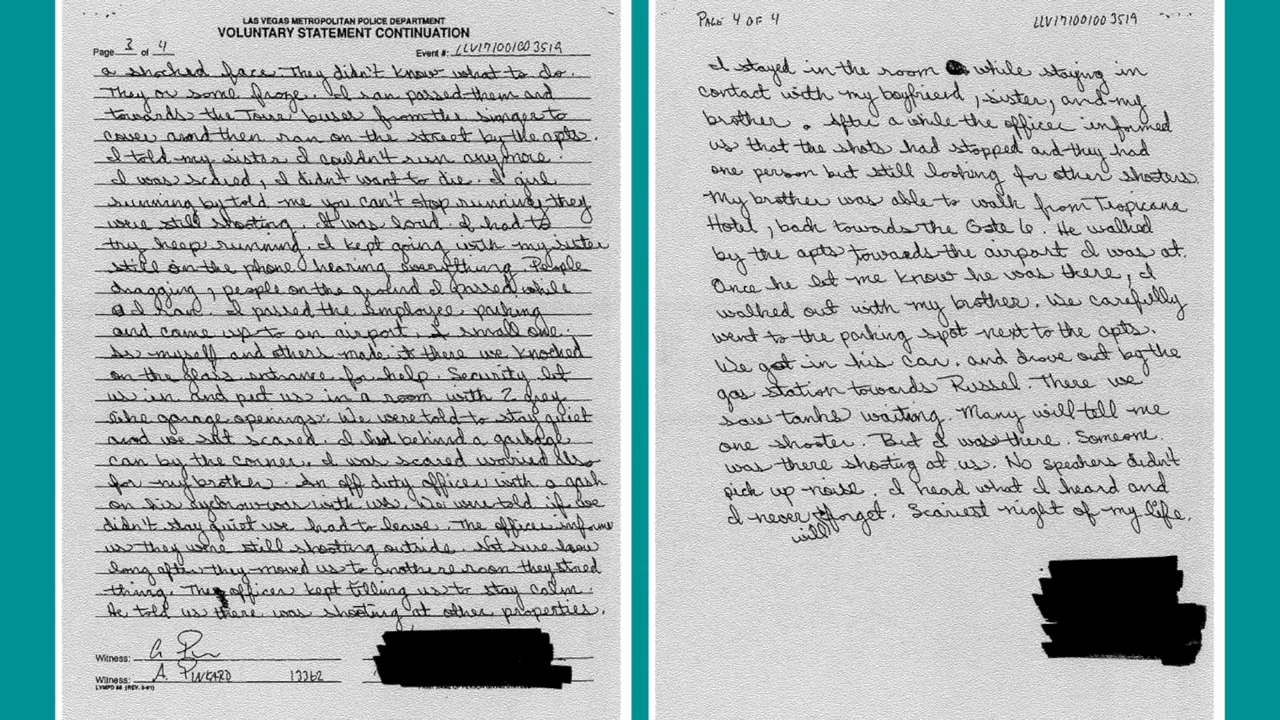 LAS VEGAS METROPOLITAN POLICE DEPARTMENT
VOLUNTARY STATEMENT CONTINUATION
Page 3 of 4
Event #: LLV171001003519
a shocked face. They didn't know what to do.
They or some froze. I ran passed them and
towards the Tour buses from the singer to
cover and then ran on the street by the apts.
I told my sister I couldn't run any more.
I was scared, I didn't want to die. I girl
running by told me you can't stop running they
were still shooting. It was loud. I had to
try keep running. I kept going with my sister
still on the phone hearing everything. People
dragging, people on the ground I passed while
I ran. I passed the employee parking
and came up to an airport, a small one.
So myself and others made it there we knocked
on the glass entrance for help. Security let
us in and put us in a room with 2 grey
like garage openings. We were told to stay quiet
and we sat scared. I hid behind a garbage
can by the corner. I was scared worried also
for my brother. An off duty officer with a gash
on his eyebrow was with us. We were told if we
didn't stay quiet we had to leave. The officer informe
us they were still shooting outside. Not sure how
long after they moved us to another room they stored
thing. The officer kept telling us to stay calm.
He told us there was shooting at other properties.
Witness:
Witness: A. PINKARD 13362
LVMPD 85 (REV. 5-01)
PAGE 4 OF 4
LLV171001003519
I stayed in the room while staying in
contact with my boyfriend, sister, and my
brother. After a while the officer informed
us that the shots had stopped and they had
one person but still looking for other shooters.
My brother was able to walk from Tropicana
Hotel, back towards the Gate 6. He walked
by the apts towards the airport I was at.
Once he let me know he was there, I
walked out with my brother. We carefully
went to the parking spot next to the apts.
We got in his car. and drove out by the
gas station towards Russel. There we
saw tanks waiting. Many will tell me
one shooter. But I was there. Someone
was there shooting at us. No speakers didn't
pick up noise. I head what I heard and
I never forget. Scariest night of my life.
will